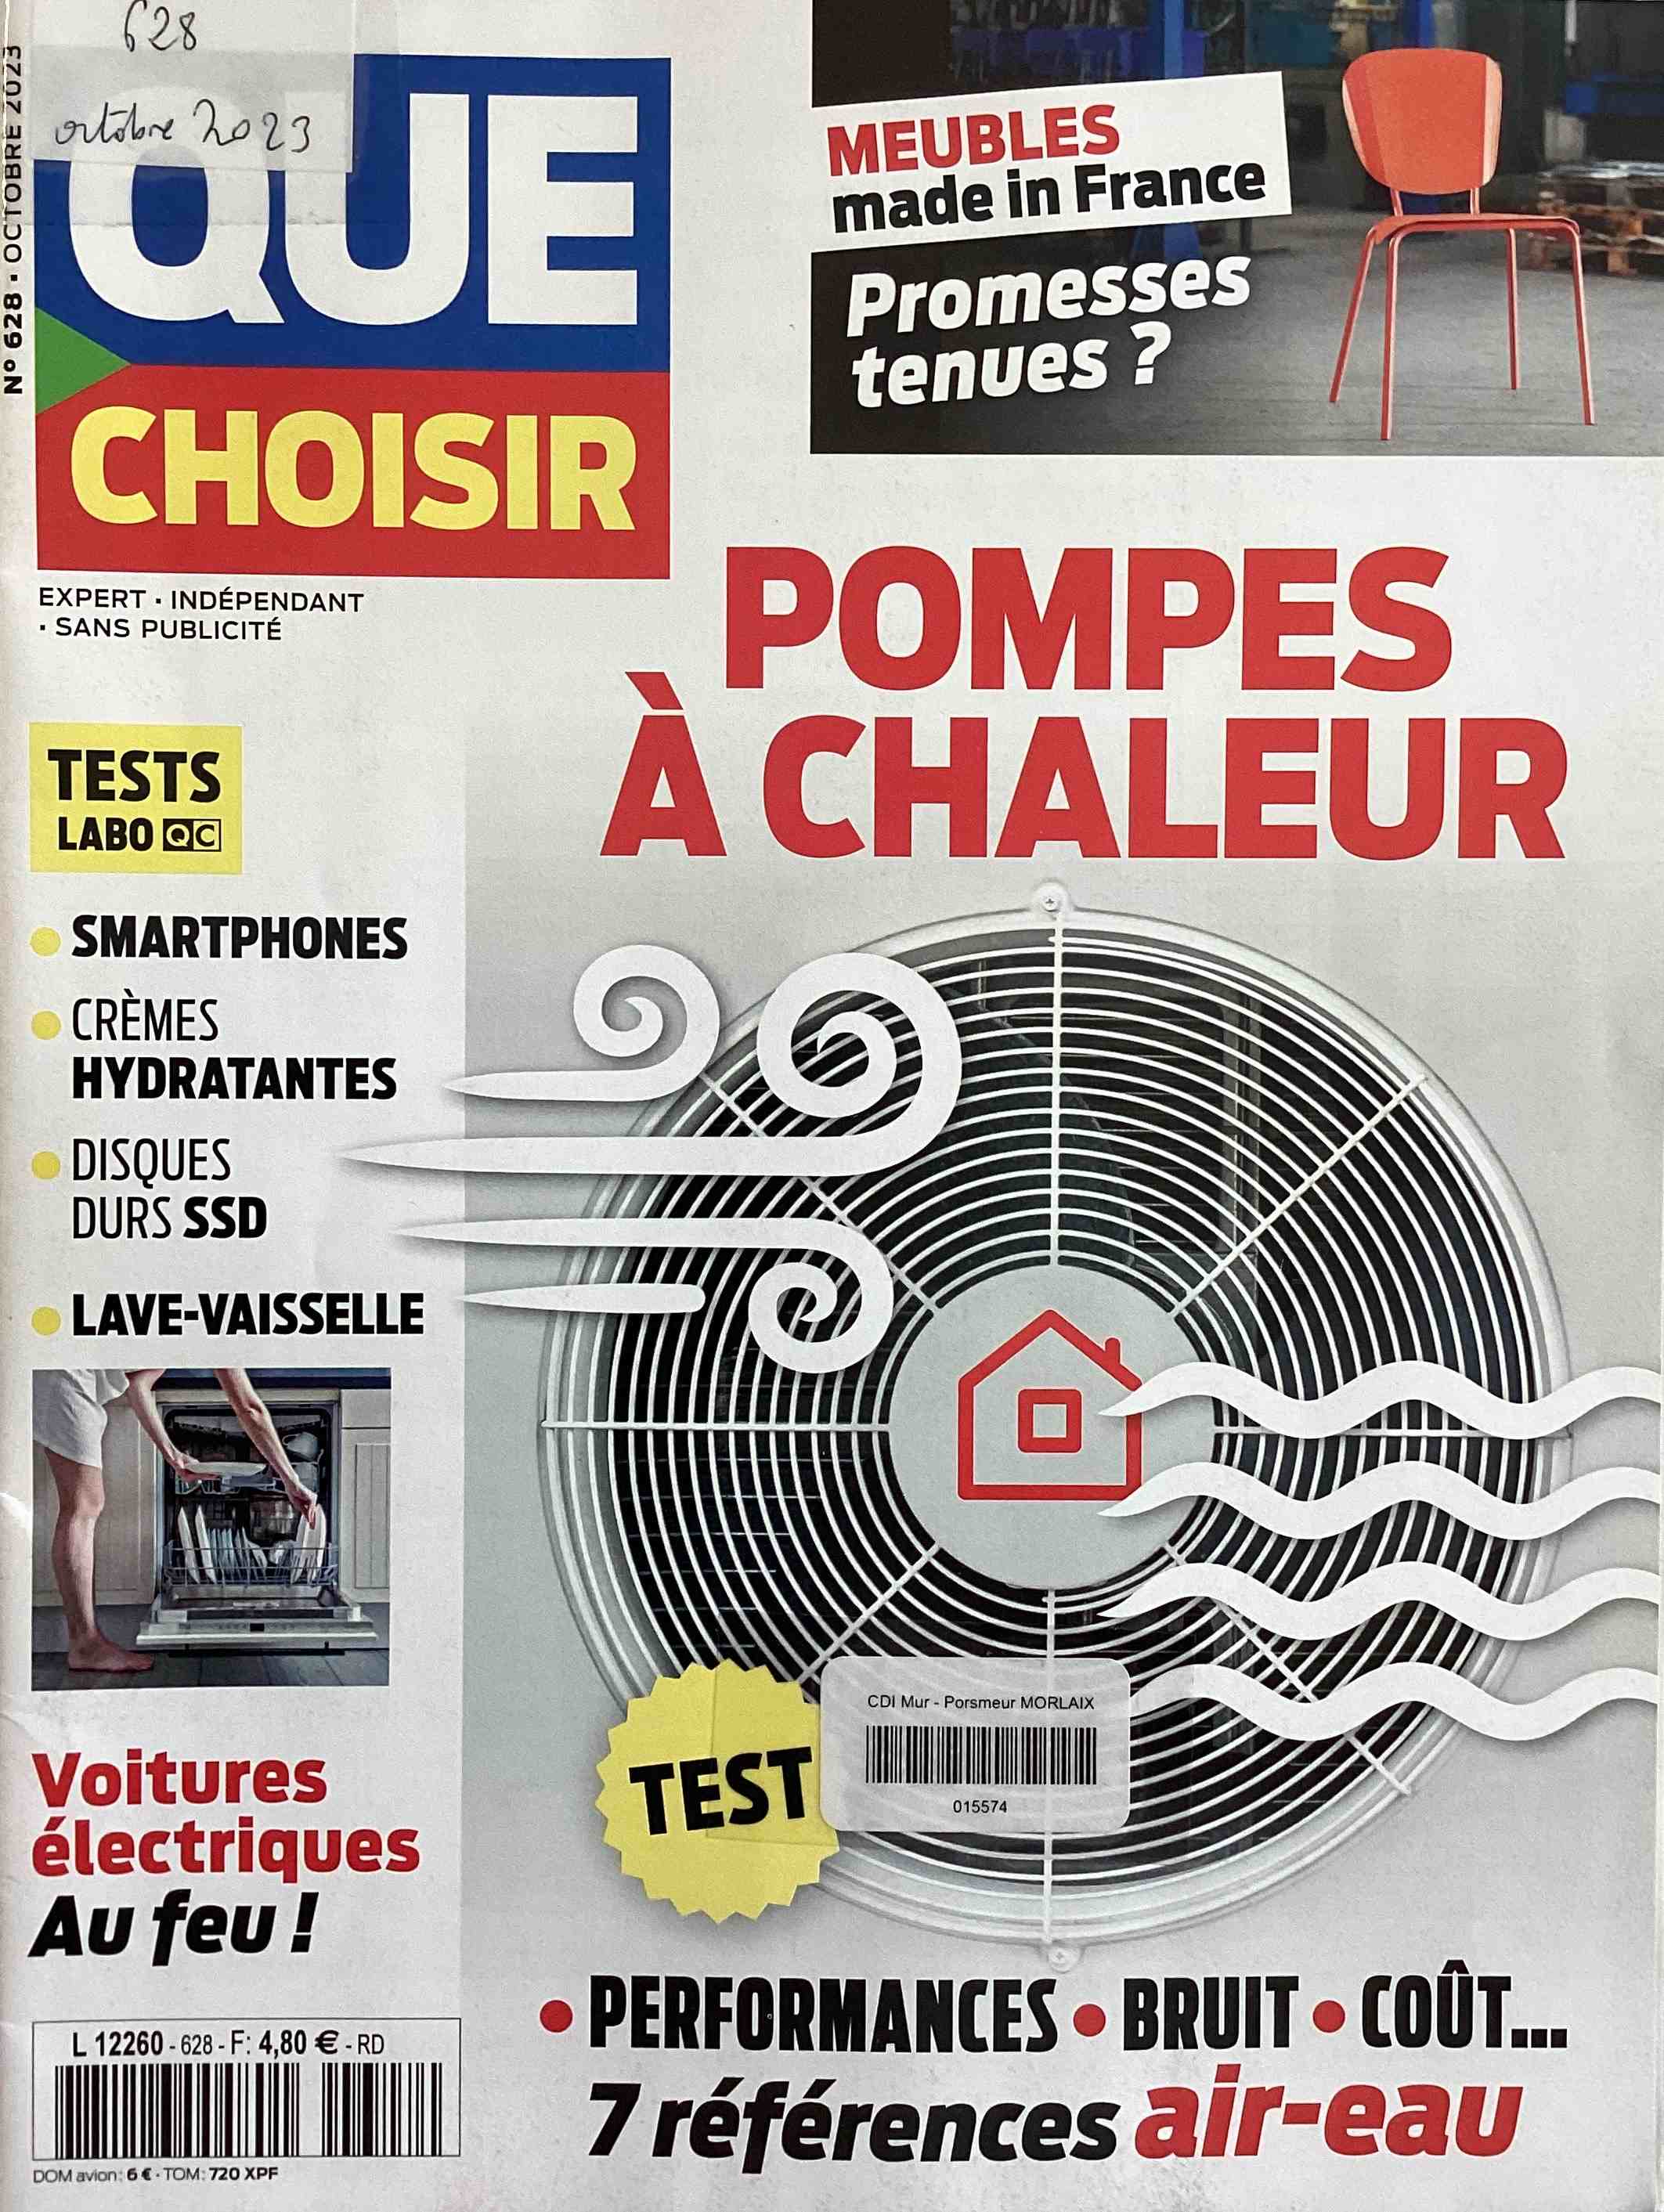 628
octobre 2023
N° 628 • OCTOBRE 2023
QUE
CHOISIR
EXPERT • INDÉPENDANT
• SANS PUBLICITÉ
MEUBLES
made in France
Promesses
tenues ?
POMPES
À CHALEUR
TESTS
LABO QC
SMARTPHONES
CRÈMES
HYDRATANTES
DISQUES
DURS SSD
LAVE-VAISSELLE
Voitures
électriques
Au feu !
TEST
CDI Mur - Porsmeur MORLAIX
015574
• PERFORMANCES • BRUIT • COÛT...
7 références air-eau
L 12260 - 628 - F: 4,80 € - RD
DOM avion : 6 € • TOM : 720 XPF